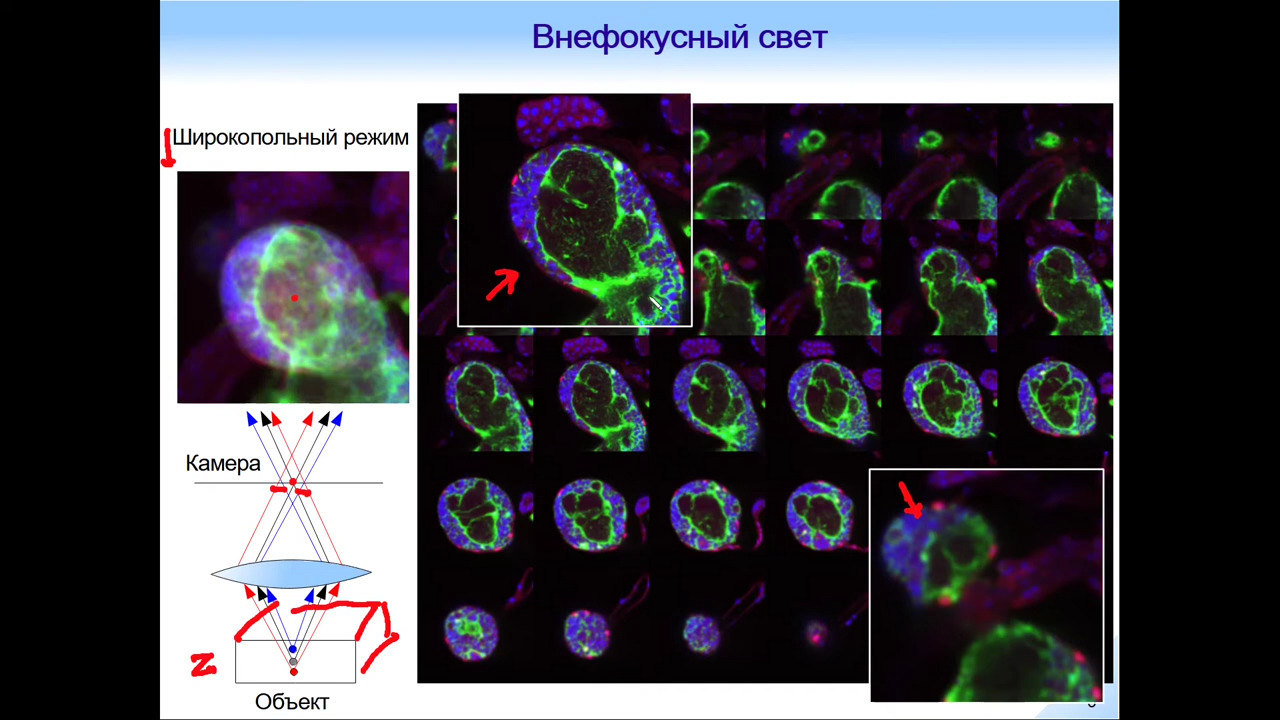 Внефокусный свет
Широкопольный режим
Камера
z
Объект